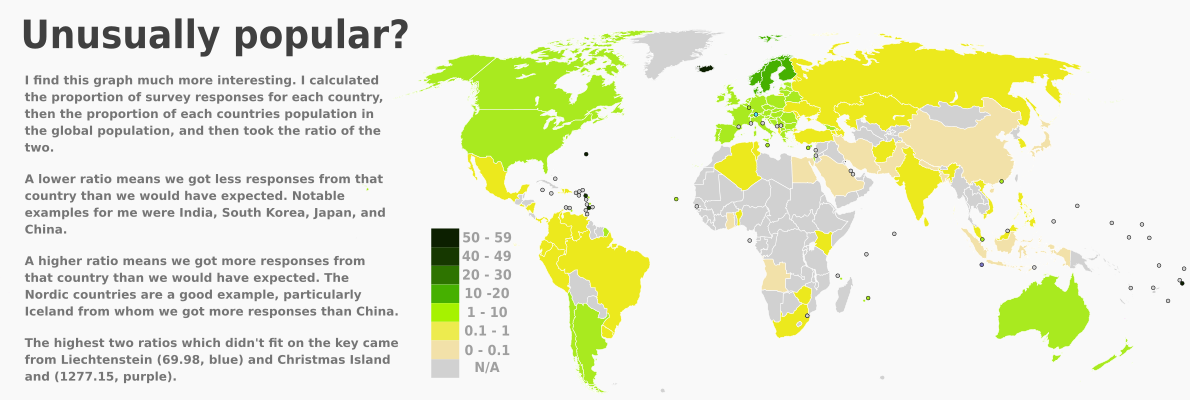 Unusually popular?
I find this graph much more interesting. I calculated
the proportion of survey responses for each country,
then the proportion of each countries population in
the global population, and then took the ratio of the
two.
A lower ratio means we got less responses from that
country than we would have expected. Notable
examples for me were India, South Korea, Japan, and
China.
A higher ratio means we got more responses from
that country than we would have expected. The
Nordic countries are a good example, particularly
Iceland from whom we got more responses than China.
The highest two ratios which didn't fit on the key came
from Liechtenstein (69.98, blue) and Christmas Island
and (1277.15, purple).
50 - 59
40 - 49
20 - 30
10 -20
1 - 10
0.1 - 1
0 - 0.1
N/A